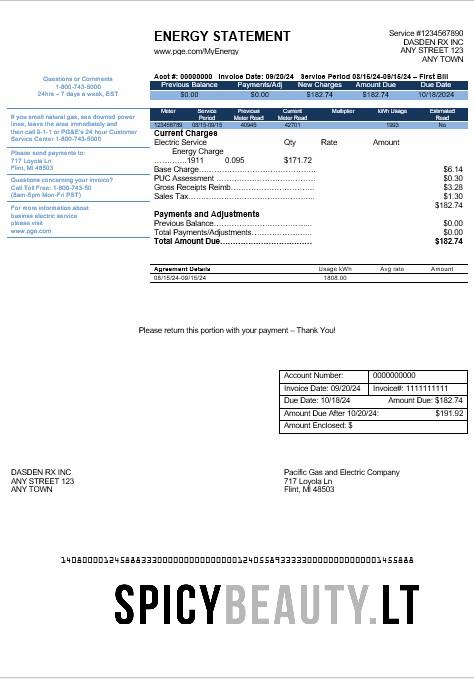 ENERGY STATEMENT
www.pge.com/MyEnergy
Service #1234567890
DASDEN RX INC
ANY STREET 123
ANY TOWN
Questions or Comments
1-800-743-5000
24hrs – 7 days a week, EST
If you smell natural gas, see downed power
lines, leave the area immediately and
then call 9-1-1 or PG&E's 24 hour Customer
Service Center 1-800-743-5000
Please send payments to:
717 Loyola Ln
Flint, MI 48503
Questions concerning your invoice?
Call Toll Free: 1-800-743-50
(8am-5pm Mon-Fri PST)
For more information about
business electric service
please visit
www.pge.com
Acct #: 00000000 Invoice Date: 09/20/24 Service Period 08/15/24-09/15/24 – First Bill
Previous Balance Payments/Adj New Charges Amount Due Due Date
$0.00 $0.00 $182.74 $182.74 10/18/2024
Meter Service Period Previous Meter Read Current Meter Read Multiplier kWh Usage Estimated Read
123456789 08/15-09/15 40945 42701 1993 No
Current Charges
Electric Service Qty Rate Amount
Energy Charge
…………1911 0.095 $171.72
Base Charge…………………………… $6.14
PUC Assessment ………………………… $0.30
Gross Receipts Reimb…………………… $3.28
Sales Tax………………………………… $1.30
$182.74
Payments and Adjustments
Previous Balance………………………… $0.00
Total Payments/Adjustments…………… $0.00
Total Amount Due……………………… $182.74
Agreement Details Usage kWh Avg rate Amount
08/15/24-09/15/24 1808.00
Please return this portion with your payment – Thank You!
Account Number: 0000000000
Invoice Date: 09/20/24 Invoice#: 1111111111
Due Date: 10/18/24 Amount Due: $182.74
Amount Due After 10/20/24: $191.92
Amount Enclosed: $
DASDEN RX INC
ANY STREET 123
ANY TOWN
Pacific Gas and Electric Company
717 Loyola Ln
Flint, MI 48503
SPICYBEAUTY.LT